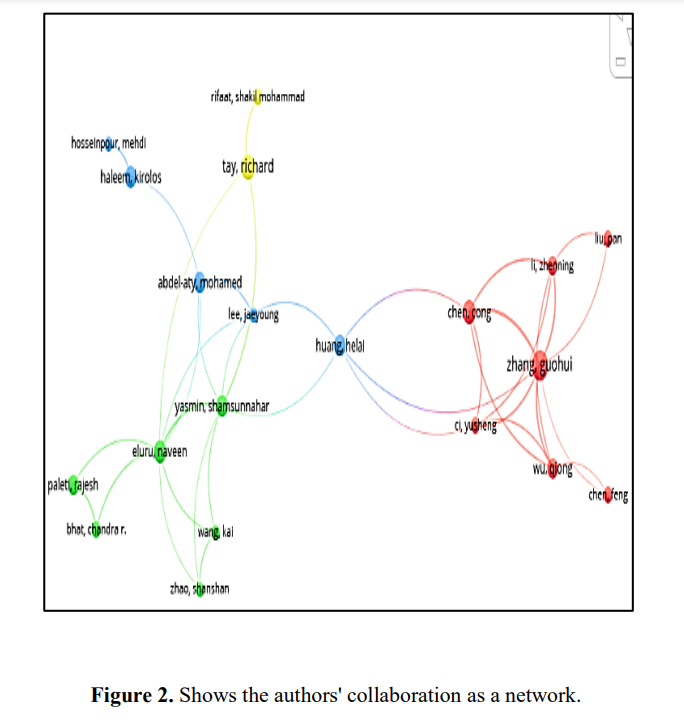 rifaat, shakil mohammad
hosseinpour, mehdi
tay, richard
haleem, kirolos
liu, pan
li, zhenning
abdel-aty, mohamed
lee, jaeyoung
chen, cong
huang, helai
zhang, guohui
yasmin, shamsunnahar
ci, yusheng
eluru, naveen
wu, qiong
paleti, rajesh
chen, feng
bhat, chandra r.
wang, kai
zhao, shanshan
Figure 2. Shows the authors' collaboration as a network.